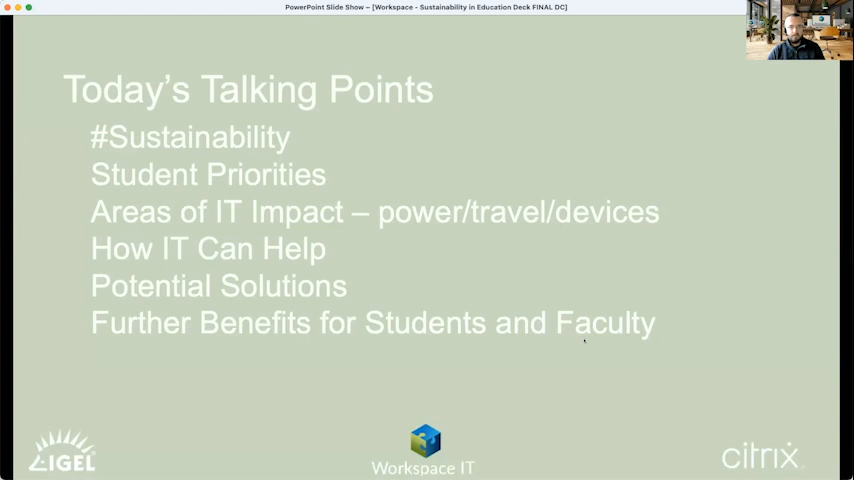 PowerPoint Slide Show – [Workspace - Sustainability in Education Deck FINAL DC]
Today's Talking Points
#Sustainability
Student Priorities
Areas of IT Impact – power/travel/devices
How IT Can Help
Potential Solutions
Further Benefits for Students and Faculty
IGEL
Workspace IT
citrix